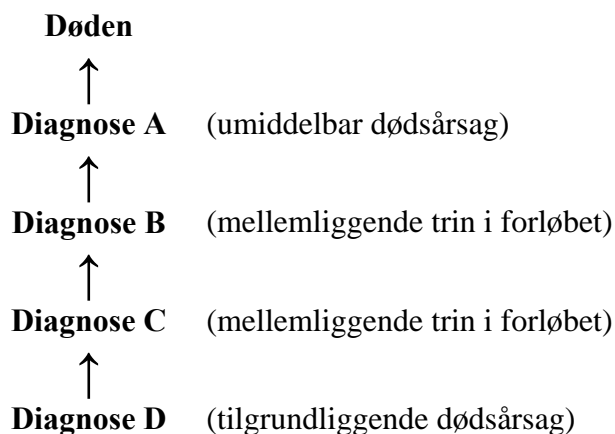 Døden
Diagnose A (umiddelbar dødsårsag)
Diagnose B (mellemliggende trin i forløbet)
Diagnose C (mellemliggende trin i forløbet)
Diagnose D (tilgrundliggende dødsårsag)